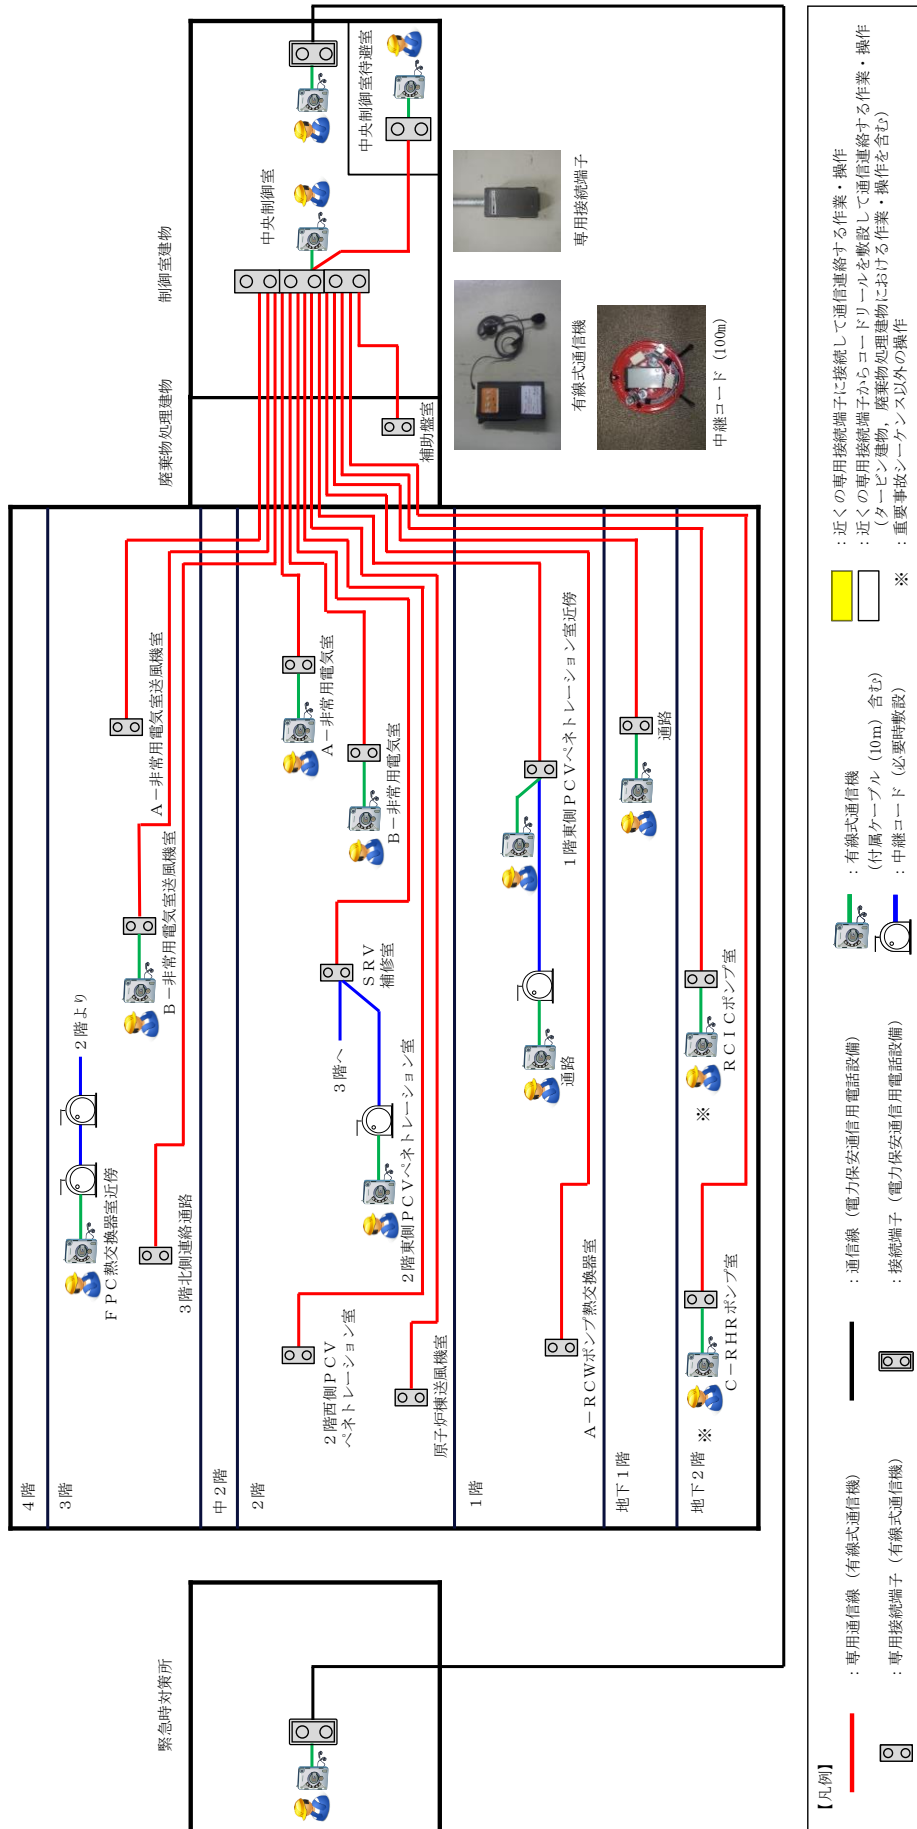 緊急時対策所
廃棄物処理建物
制御室建物
4階
3階
FPC熱交換器室近傍
2階より
3階北側連絡通路
B－非常用電気室送風機室
A－非常用電気室送風機室
中2階
2階
2階西側PCV
ペネトレーション室
原子炉棟送風機室
2階東側PCVペネトレーション室
3階へ
SRV
補修室
A－非常用電気室
B－非常用電気室
1階
A－RCWポンプ熱交換器室
通路
1階東側PCVペネトレーション室近傍
地下1階
通路
地下2階
※
C－RHRポンプ室
※
RCICポンプ室
補助盤室
中央制御室
中央制御室待避室
有線式通信機
専用接続端子
中継コード（100m）
【凡例】
：専用通信線（有線式通信機）
：専用接続端子（有線式通信機）
：通信線（電力保安通信用電話設備）
：接続端子（電力保安通信用電話設備）
：有線式通信機
（付属ケーブル（10m）含む）
：中継コード（必要時敷設）
：近くの専用接続端子に接続して通信連絡する作業・操作
：近くの専用接続端子からコードリールを敷設して通信連絡する作業・操作
（タービン建物，廃棄物処理建物における作業・操作を含む）
※ ：重要事故シーケンス以外の操作